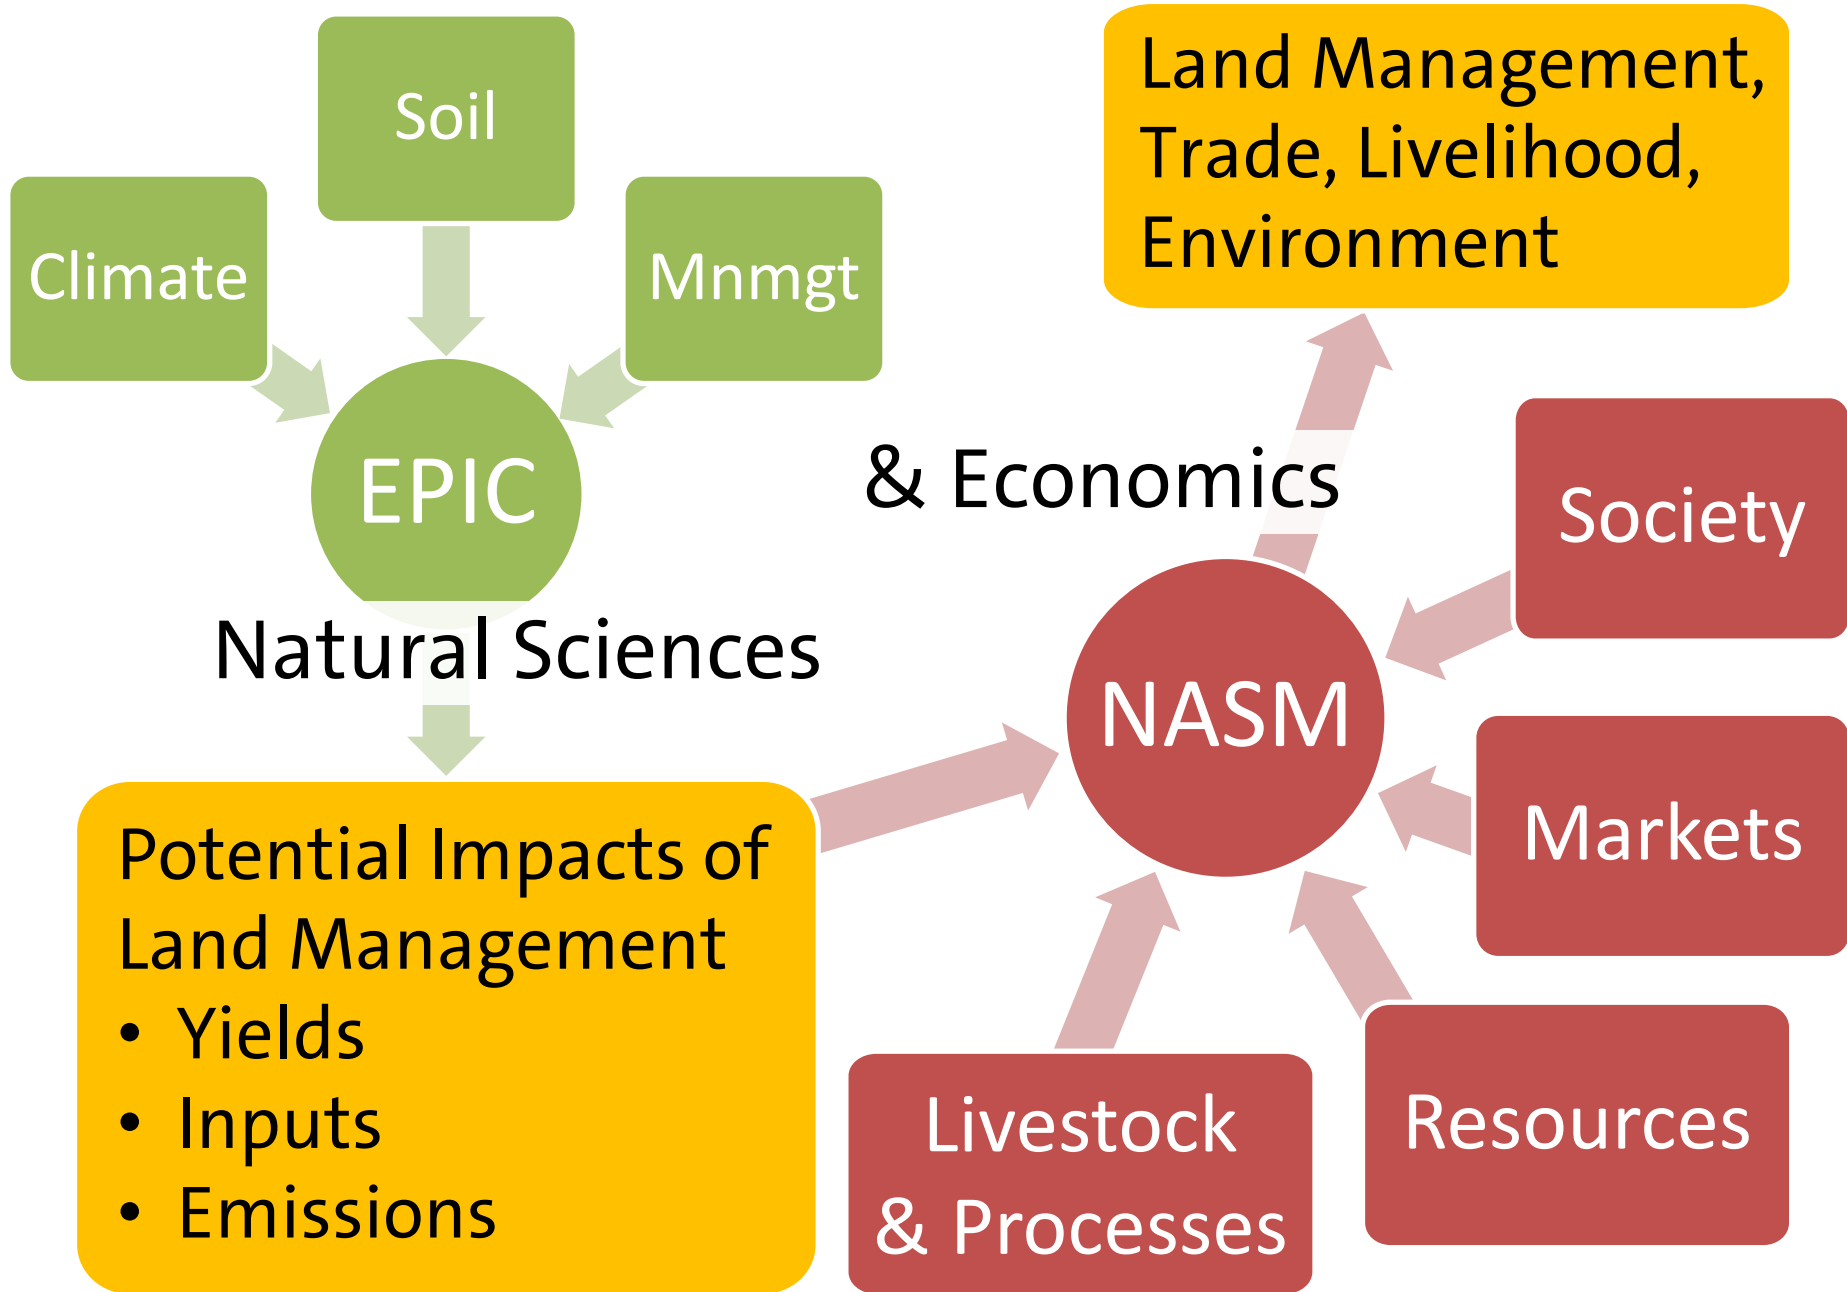 Soil
Climate
Mnmgt
EPIC
Natural Sciences
Potential Impacts of
Land Management
• Yields
• Inputs
• Emissions
& Economics
Land Management,
Trade, Livelihood,
Environment
NASM
Society
Markets
Resources
Livestock
& Processes